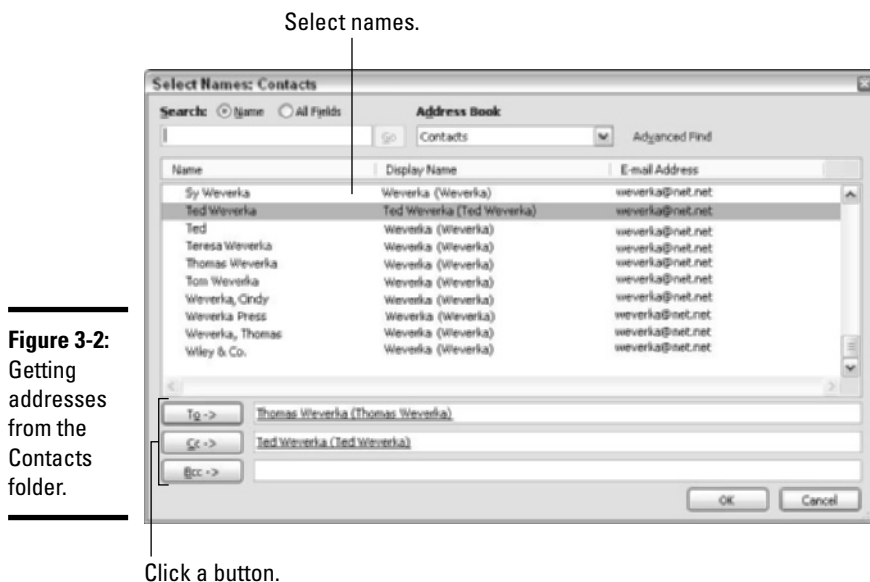 Select names.
Select Names: Contacts
Search: Name All Fields Address Book
Go Contacts Advanced Find
Name Display Name E-mail Address
Sy Weverka Weverka (Weverka) weverka@net.net
Ted Weverka Ted Weverka (Ted Weverka) weverka@net.net
Ted Weverka (Weverka) weverka@net.net
Teresa Weverka Weverka (Weverka) weverka@net.net
Thomas Weverka Weverka (Weverka) weverka@net.net
Tom Weverka Weverka (Weverka) weverka@net.net
Weverka, Cindy Weverka (Weverka) weverka@net.net
Weverka Press Weverka (Weverka) weverka@net.net
Weverka, Thomas Weverka (Weverka) weverka@net.net
Wiley & Co. Weverka (Weverka) weverka@net.net
To -> Thomas Weverka (Thomas Weverka)
Cc -> Ted Weverka (Ted Weverka)
Bcc ->
OK Cancel
Click a button.
Figure 3-2:
Getting
addresses
from the
Contacts
folder.